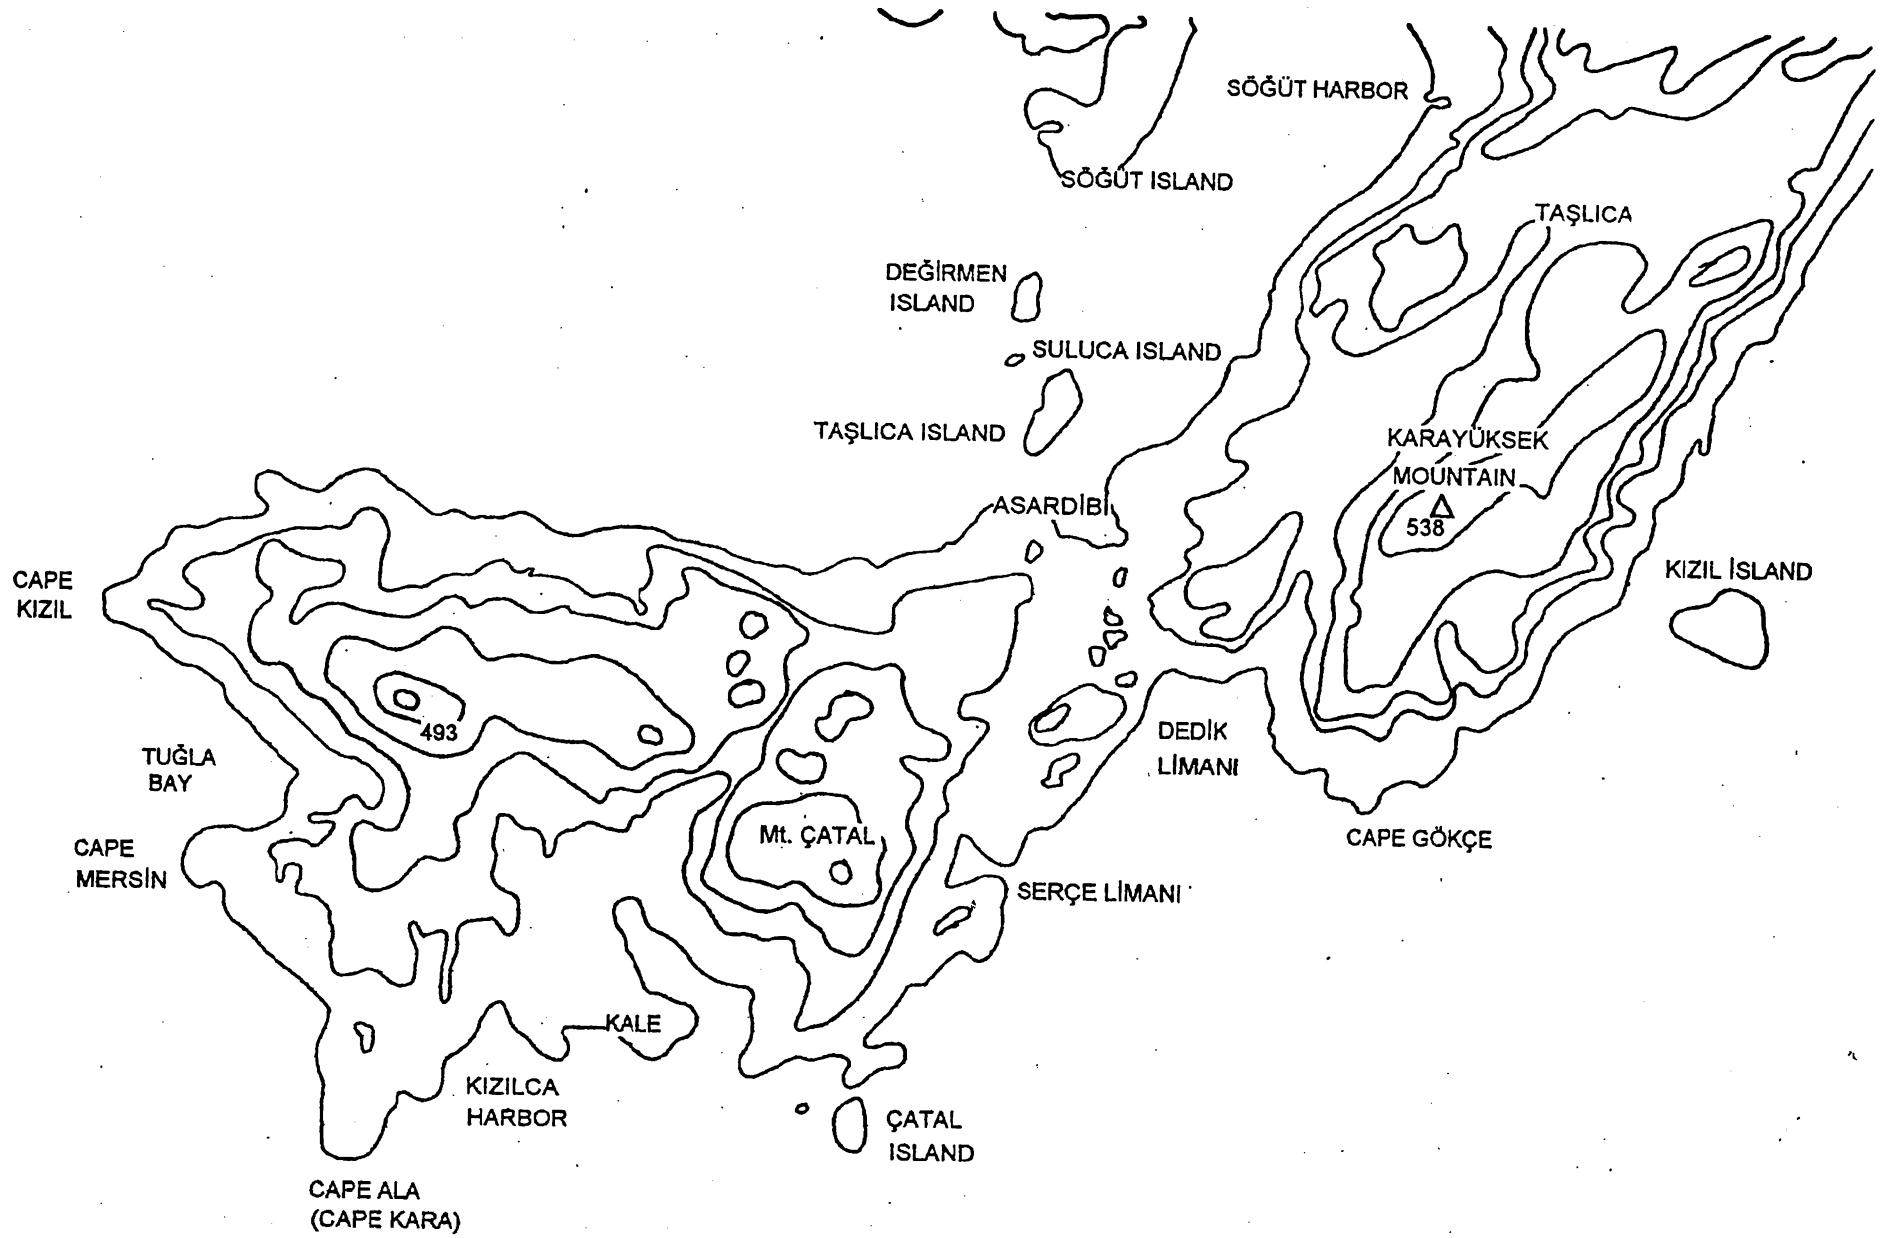 SÖĞÜT HARBOR
SÖĞÜT ISLAND
TAŞLICA
DEĞİRMEN
ISLAND
SULUCA ISLAND
TAŞLICA ISLAND
KARAYÜKSEK
MOUNTAIN
538
ASARDİBİ
CAPE
KIZIL
KIZIL İSLAND
493
DEDİK
LİMANI
TUĞLA
BAY
Mt. ÇATAL
CAPE GÖKÇE
CAPE
MERSİN
SERÇE LİMANI
KALE
KIZILCA
HARBOR
ÇATAL
ISLAND
CAPE ALA
(CAPE KARA)